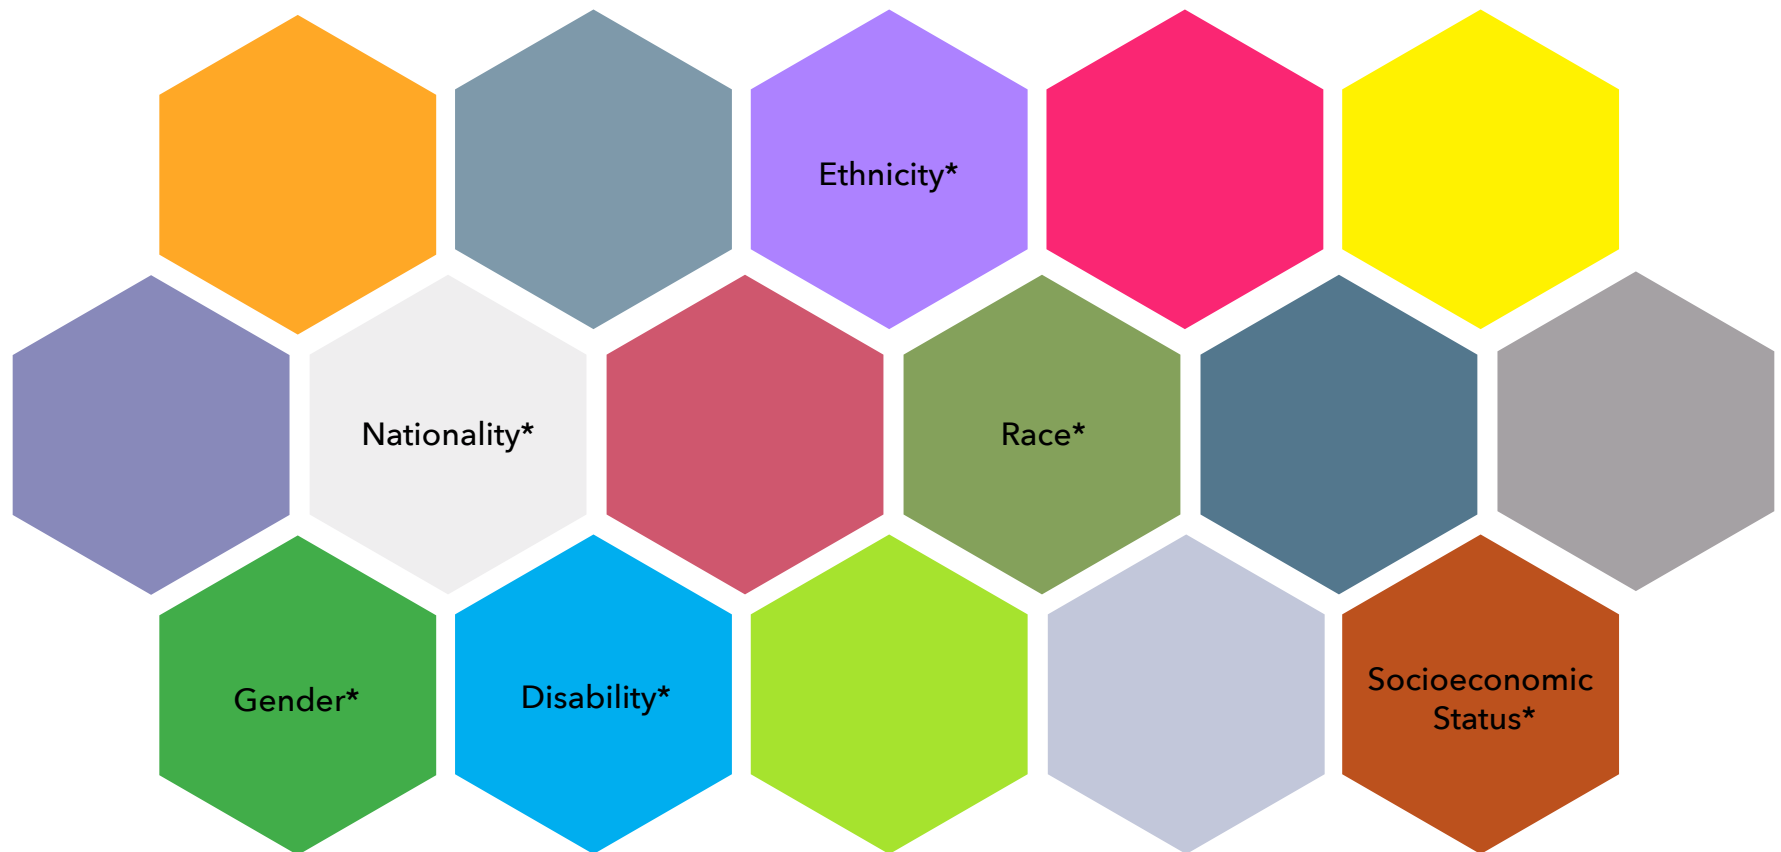 Ethnicity*
Nationality*
Race*
Gender*
Disability*
Socioeconomic
Status*